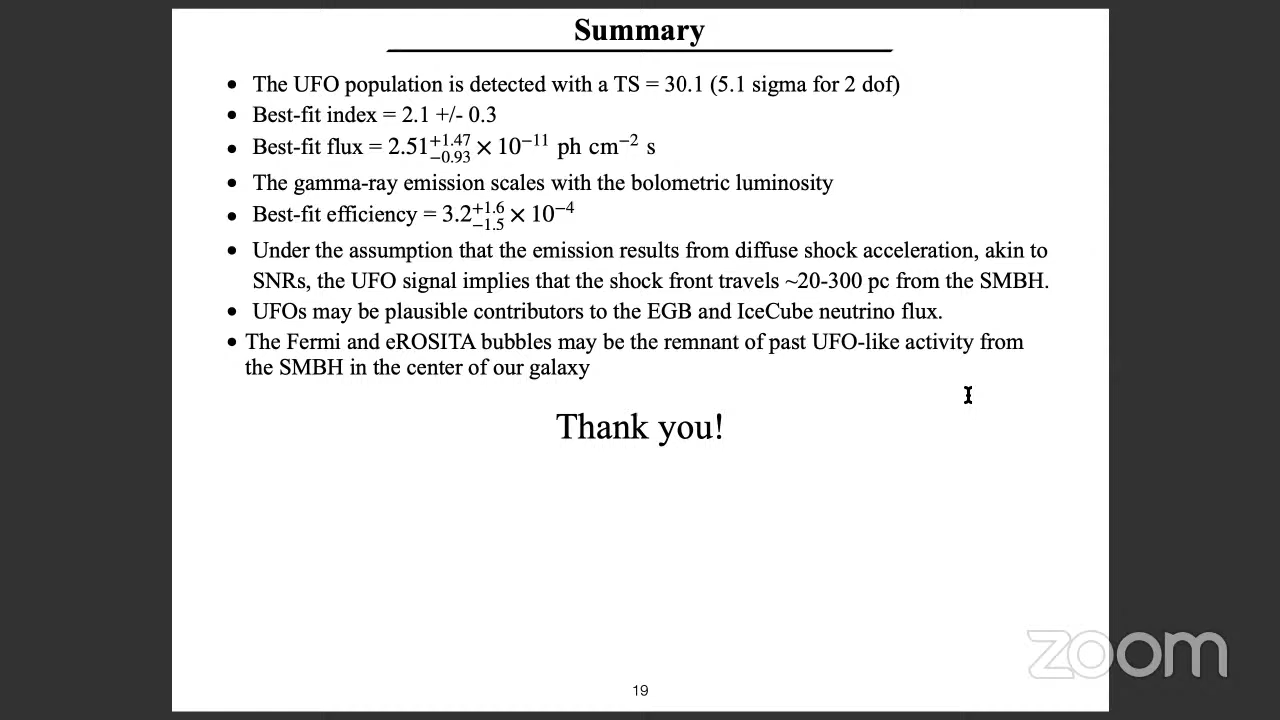 Summary
• The UFO population is detected with a TS = 30.1 (5.1 sigma for 2 dof)
• Best-fit index = 2.1 +/- 0.3
• Best-fit flux = 2.51^{+1.47}_{−0.93} × 10^{−11} ph cm^{−2} s
• The gamma-ray emission scales with the bolometric luminosity
• Best-fit efficiency = 3.2^{+1.6}_{−1.5} × 10^{−4}
• Under the assumption that the emission results from diffuse shock acceleration, akin to
SNRs, the UFO signal implies that the shock front travels ~20-300 pc from the SMBH.
• UFOs may be plausible contributors to the EGB and IceCube neutrino flux.
• The Fermi and eROSITA bubbles may be the remnant of past UFO-like activity from
the SMBH in the center of our galaxy
Thank you!
zoom
19